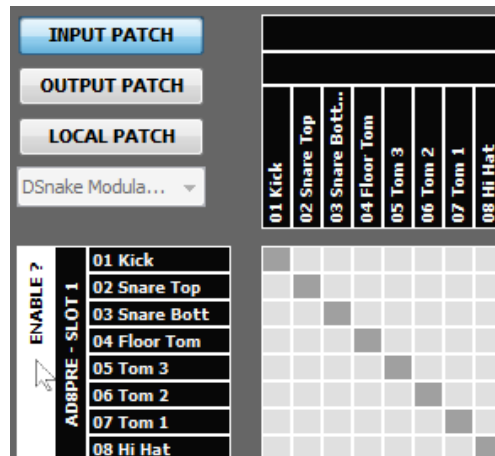 INPUT PATCH
OUTPUT PATCH
LOCAL PATCH
DSnake Modula...
01 Kick
02 Snare Top
03 Snare Bott...
04 Floor Tom
05 Tom 3
06 Tom 2
07 Tom 1
08 Hi Hat
ENABLE ?
AD8PRE - SLOT 1
01 Kick
02 Snare Top
03 Snare Bott
04 Floor Tom
05 Tom 3
06 Tom 2
07 Tom 1
08 Hi Hat